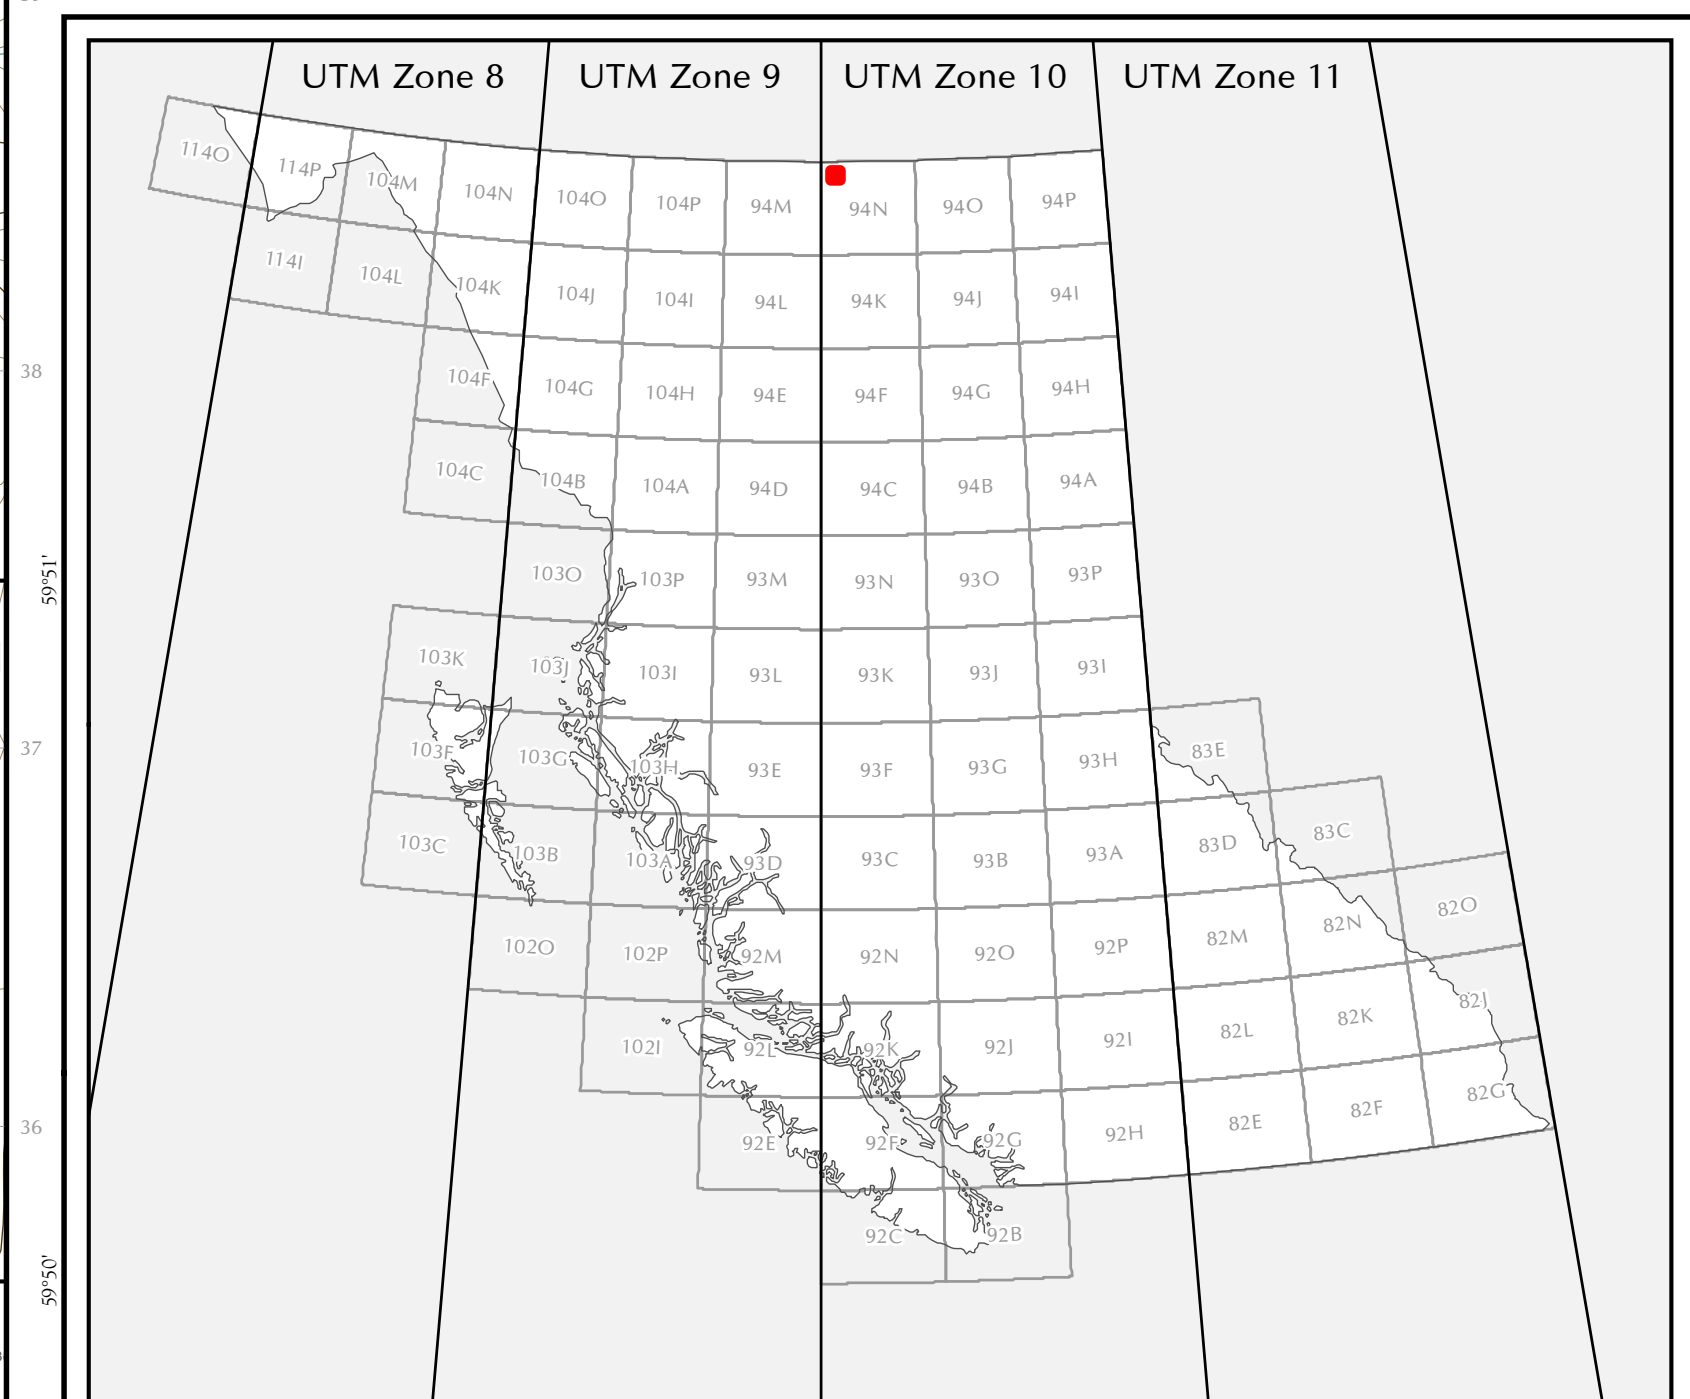 UTM Zone 8 UTM Zone 9 UTM Zone 10 UTM Zone 11
114O 114P 104M 104N 104O 104P 94M 94N 94O 94P
114I 104L 104K 104J 104I 94L 94K 94J 94I
38
104F 104G 104H 94E 94F 94G 94H
104C 104B 104A 94D 94C 94B 94A
59°51'
103O 103P 93M 93N 93O 93P
103K 103J 103I 93L 93K 93J 93I
37
103F 103G 103H 93E 93F 93G 93H 83E
103C 103B 103A 93D 93C 93B 93A 83D 83C
102O 102P 92M 92N 92O 92P 82M 82N 82O
102I 92L 92K 92J 92I 82L 82K 82J
36
92E 92F 92G 92H 82E 82F 82G
92C 92B
59°50'